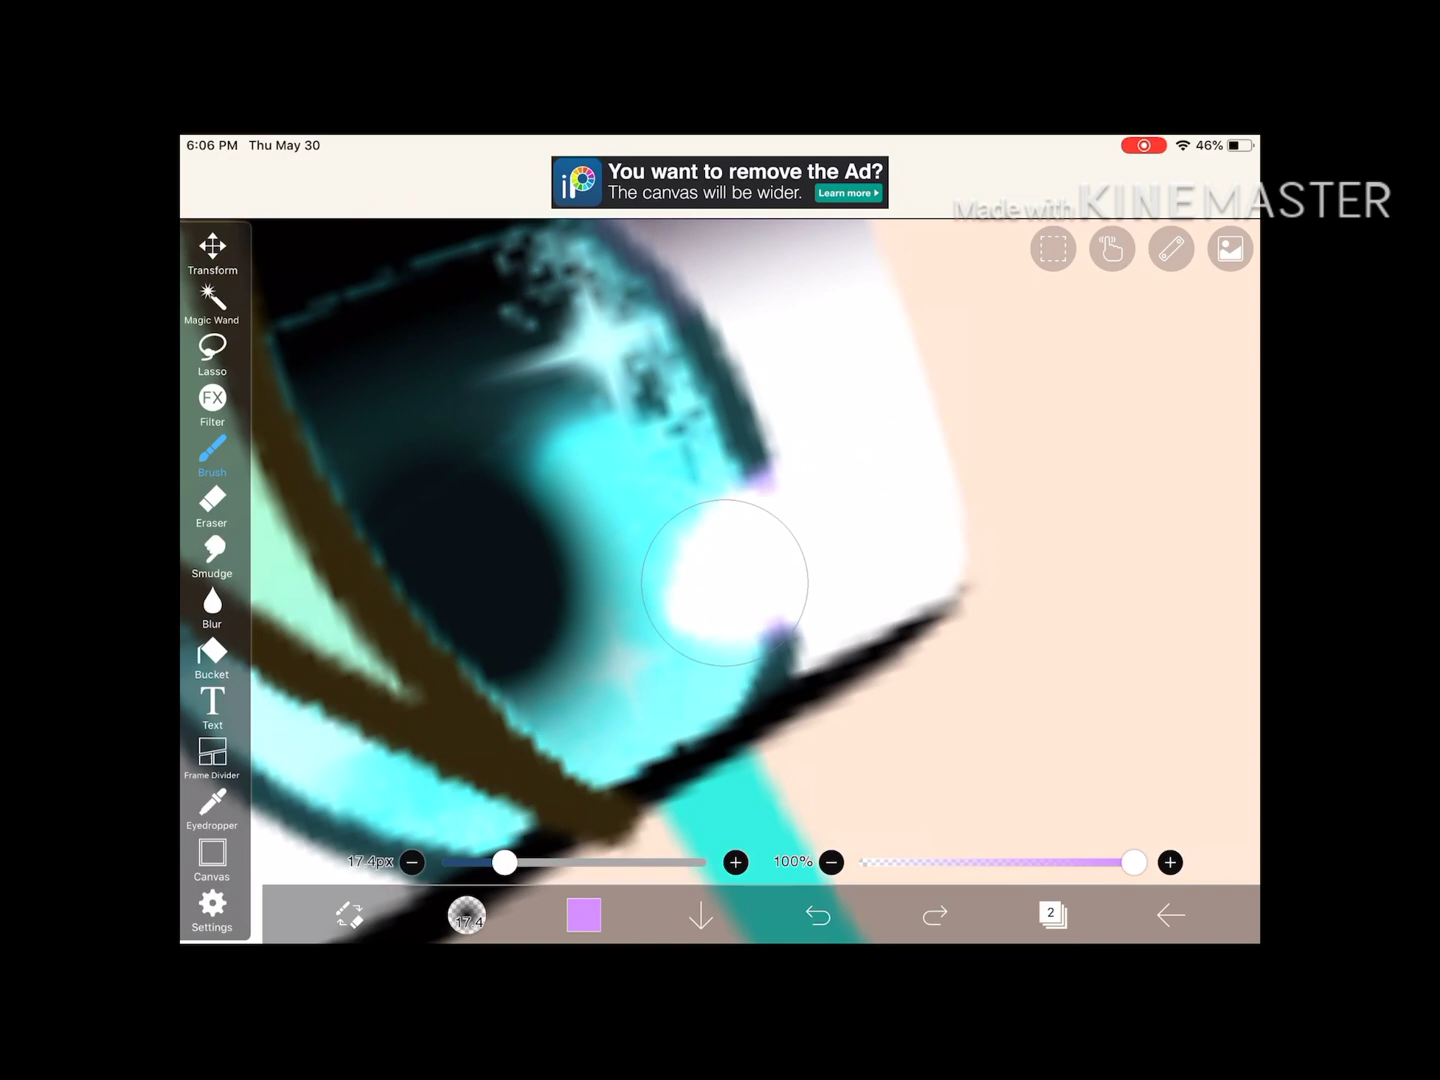 6:06 PM Thu May 30
46%
iP
You want to remove the Ad?
The canvas will be wider. Learn more
Made with KINEMASTER
Transform
Magic Wand
Lasso
FX
Filter
Brush
Eraser
Smudge
Blur
Bucket
T
Text
Frame Divider
Eyedropper
Canvas
Settings
17.4px
100%
17.4
2